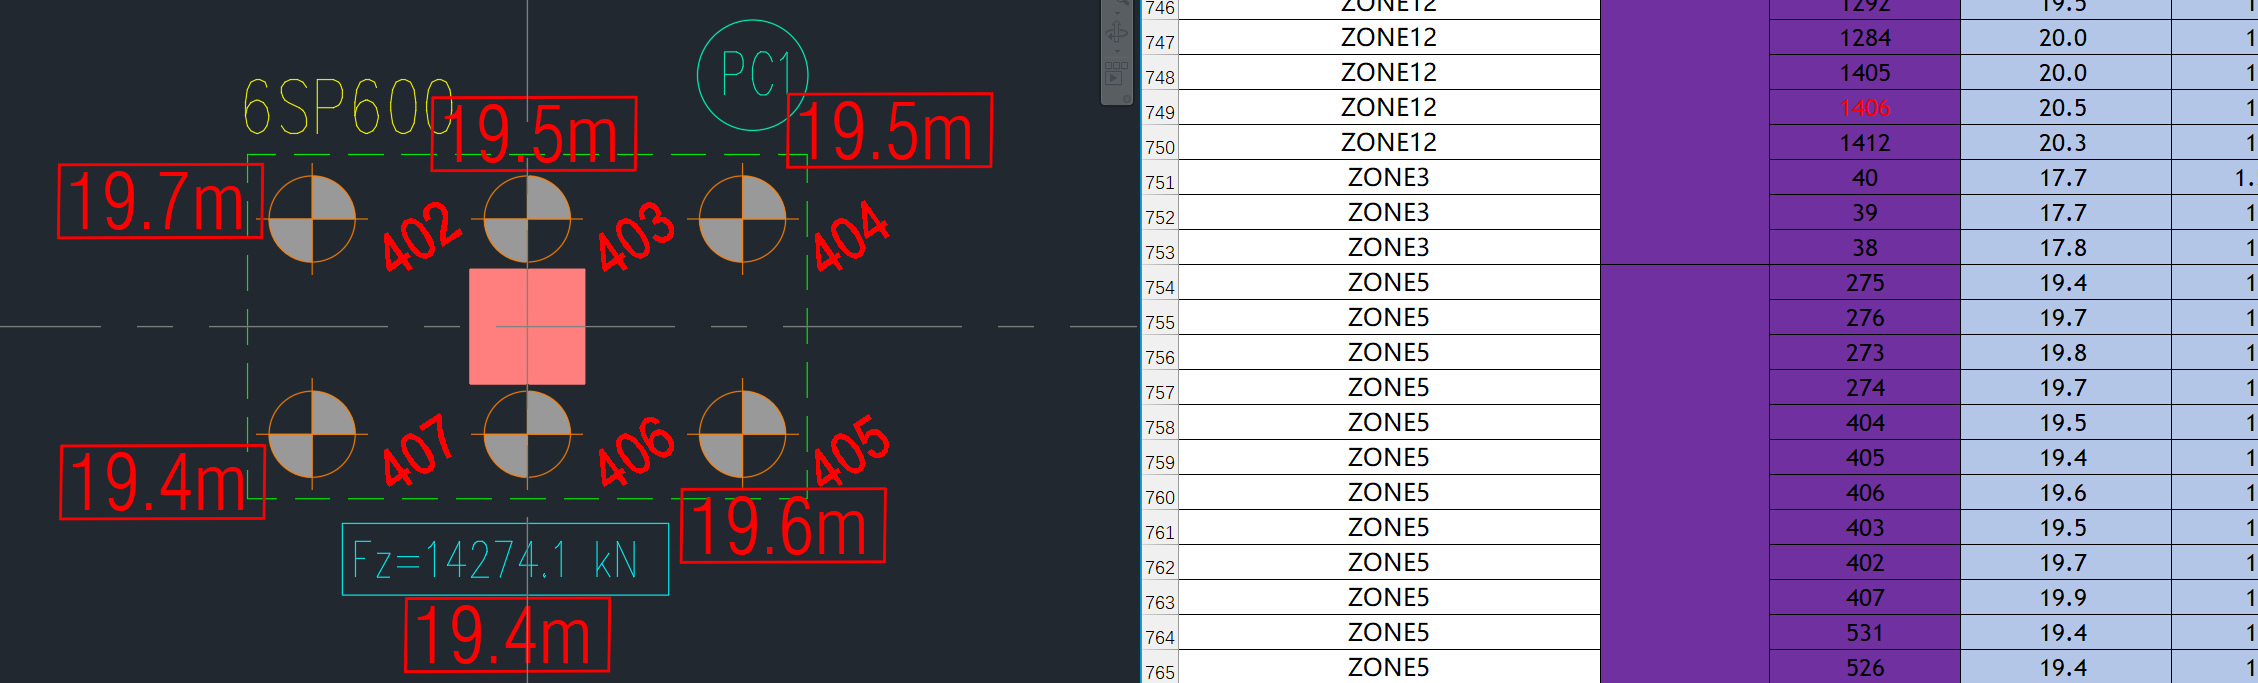 6SP600
PC1
19.5m
19.5m
19.7m
402
403
404
407
406
405
19.4m
19.6m
Fz=14274.1 kN
19.4m
746 ZONE12 1292 19.5 1
747 ZONE12 1284 20.0 1
748 ZONE12 1405 20.0 1
749 ZONE12 1406 20.5 1
750 ZONE12 1412 20.3 1
751 ZONE3 40 17.7 1.
752 ZONE3 39 17.7 1
753 ZONE3 38 17.8 1
754 ZONE5 275 19.4 1
755 ZONE5 276 19.7 1
756 ZONE5 273 19.8 1
757 ZONE5 274 19.7 1
758 ZONE5 404 19.5 1
759 ZONE5 405 19.4 1
760 ZONE5 406 19.6 1
761 ZONE5 403 19.5 1
762 ZONE5 402 19.7 1
763 ZONE5 407 19.9 1
764 ZONE5 531 19.4 1
765 ZONE5 526 19.4 1